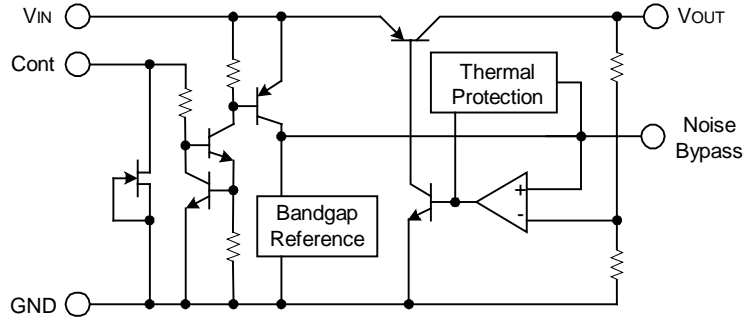 VIN
VOUT
Cont
Thermal
Protection
Noise
Bypass
+
-
Bandgap
Reference
GND